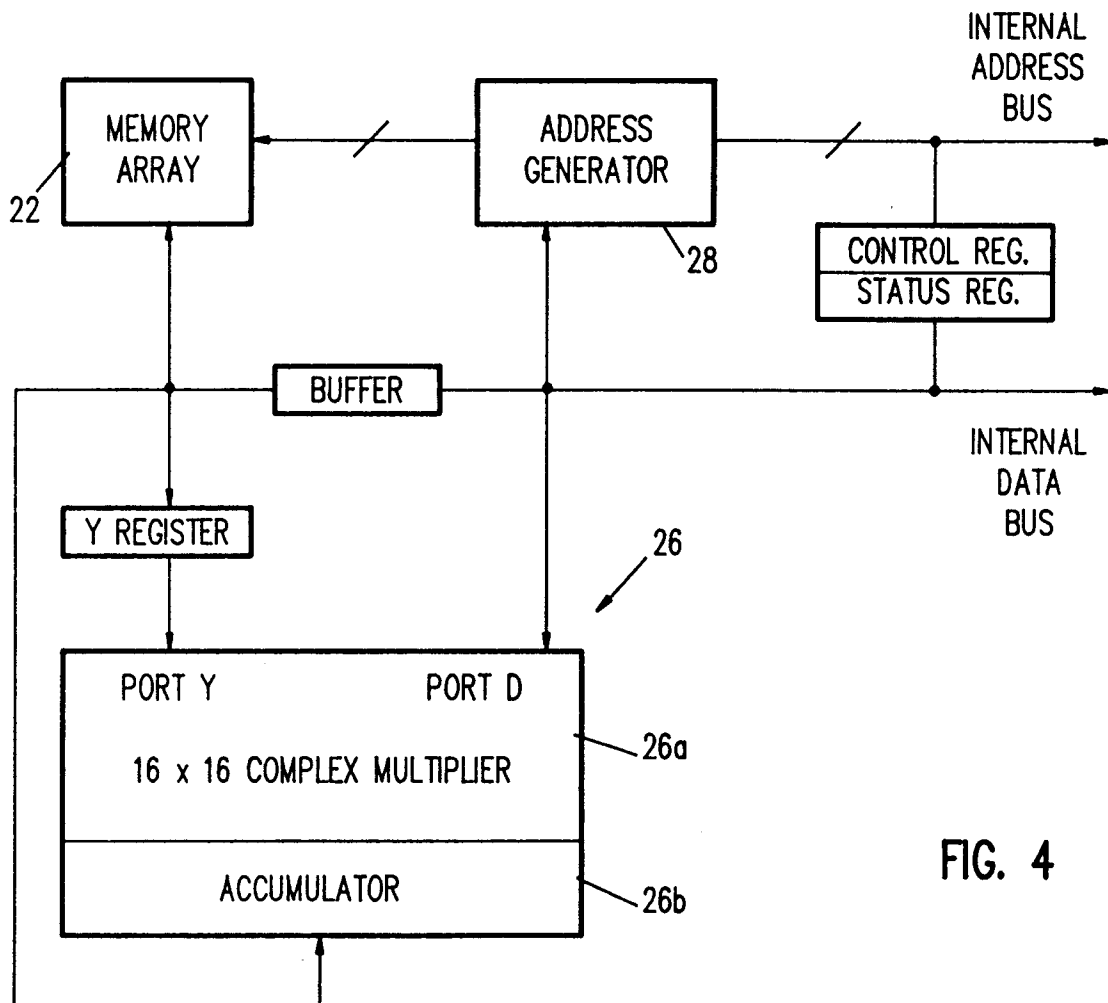 INTERNAL
ADDRESS
BUS
MEMORY
ARRAY
ADDRESS
GENERATOR
22
28
CONTROL REG.
STATUS REG.
BUFFER
INTERNAL
DATA
BUS
Y REGISTER
26
PORT Y
PORT D
26a
16 x 16 COMPLEX MULTIPLIER
FIG. 4
ACCUMULATOR
26b